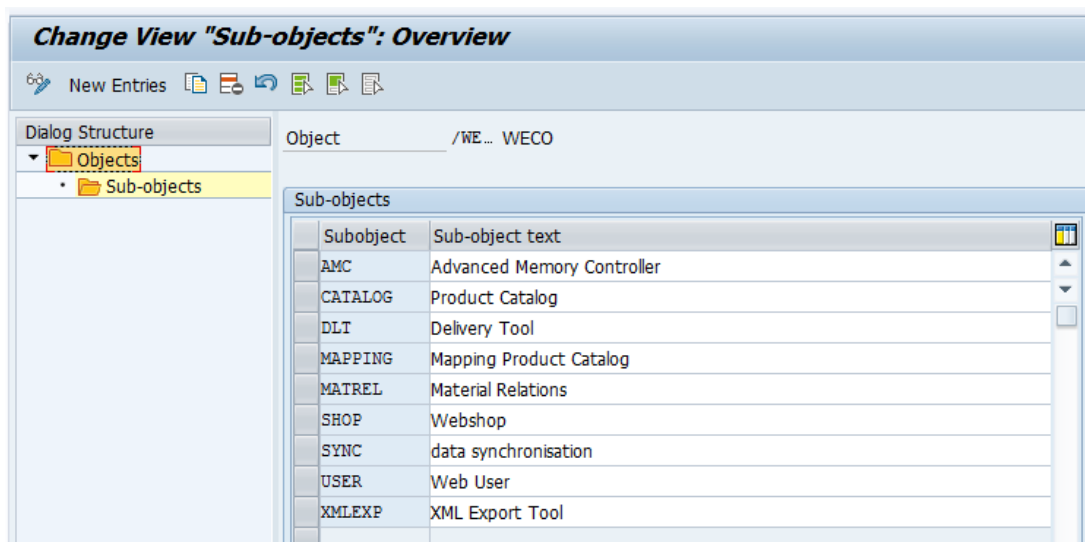 Change View "Sub-objects": Overview
New Entries
Dialog Structure
Objects
Sub-objects
Object /WE… WECO
Sub-objects
Subobject Sub-object text
AMC Advanced Memory Controller
CATALOG Product Catalog
DLT Delivery Tool
MAPPING Mapping Product Catalog
MATREL Material Relations
SHOP Webshop
SYNC data synchronisation
USER Web User
XMLEXP XML Export Tool